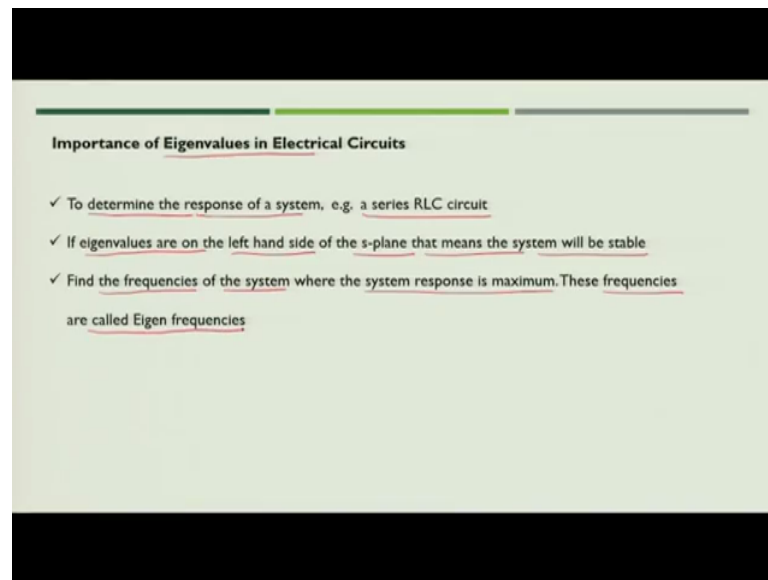 Importance of Eigenvalues in Electrical Circuits
✓ To determine the response of a system, e.g. a series RLC circuit
✓ If eigenvalues are on the left hand side of the s-plane that means the system will be stable
✓ Find the frequencies of the system where the system response is maximum. These frequencies
are called Eigen frequencies